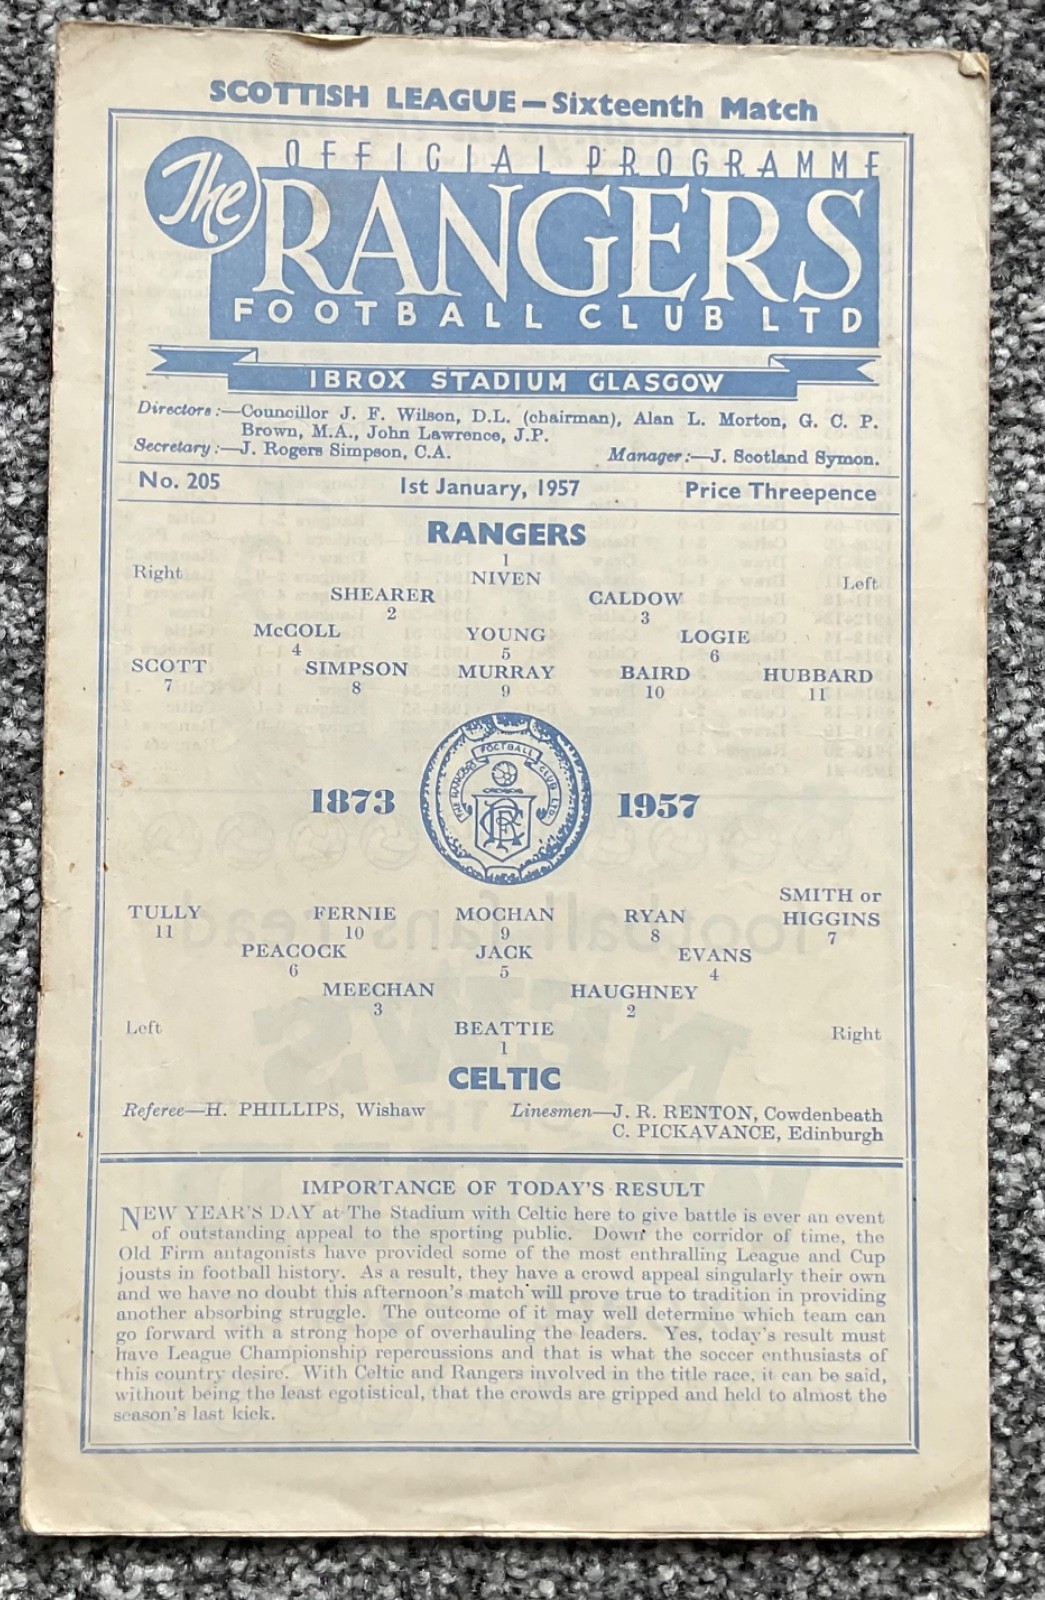 SCOTTISH LEAGUE—Sixteenth Match
OFFICIAL PROGRAMME
The RANGERS
FOOTBALL CLUB LTD
IBROX STADIUM GLASGOW
Directors:—Councillor J. F. Wilson, D.L. (chairman), Alan L. Morton, G. C. P.
Brown, M.A., John Lawrence, J.P.
Secretary:—J. Rogers Simpson, C.A. Manager:—J. Scotland Symon.
No. 205 1st January, 1957 Price Threepence
RANGERS
1
Right NIVEN Left
SHEARER CALDOW
2 3
McCOLL YOUNG LOGIE
4 5 6
SCOTT SIMPSON MURRAY BAIRD HUBBARD
7 8 9 10 11
FOOTBALL
THE RANGERS CLUB LTD.
1873 1957
SMITH or
TULLY FERNIE MOCHAN RYAN HIGGINS
11 10 9 8 7
PEACOCK JACK EVANS
6 5 4
MEECHAN HAUGHNEY
3 2
Left BEATTIE Right
1
CELTIC
Referee—H. PHILLIPS, Wishaw Linesmen—J. R. RENTON, Cowdenbeath
C. PICKAVANCE, Edinburgh
IMPORTANCE OF TODAY'S RESULT
NEW YEAR'S DAY at The Stadium with Celtic here to give battle is ever an event
of outstanding appeal to the sporting public. Down the corridor of time, the
Old Firm antagonists have provided some of the most enthralling League and Cup
jousts in football history. As a result, they have a crowd appeal singularly their own
and we have no doubt this afternoon's match will prove true to tradition in providing
another absorbing struggle. The outcome of it may well determine which team can
go forward with a strong hope of overhauling the leaders. Yes, today's result must
have League Championship repercussions and that is what the soccer enthusiasts of
this country desire. With Celtic and Rangers involved in the title race, it can be said,
without being the least egotistical, that the crowds are gripped and held to almost the
season's last kick.